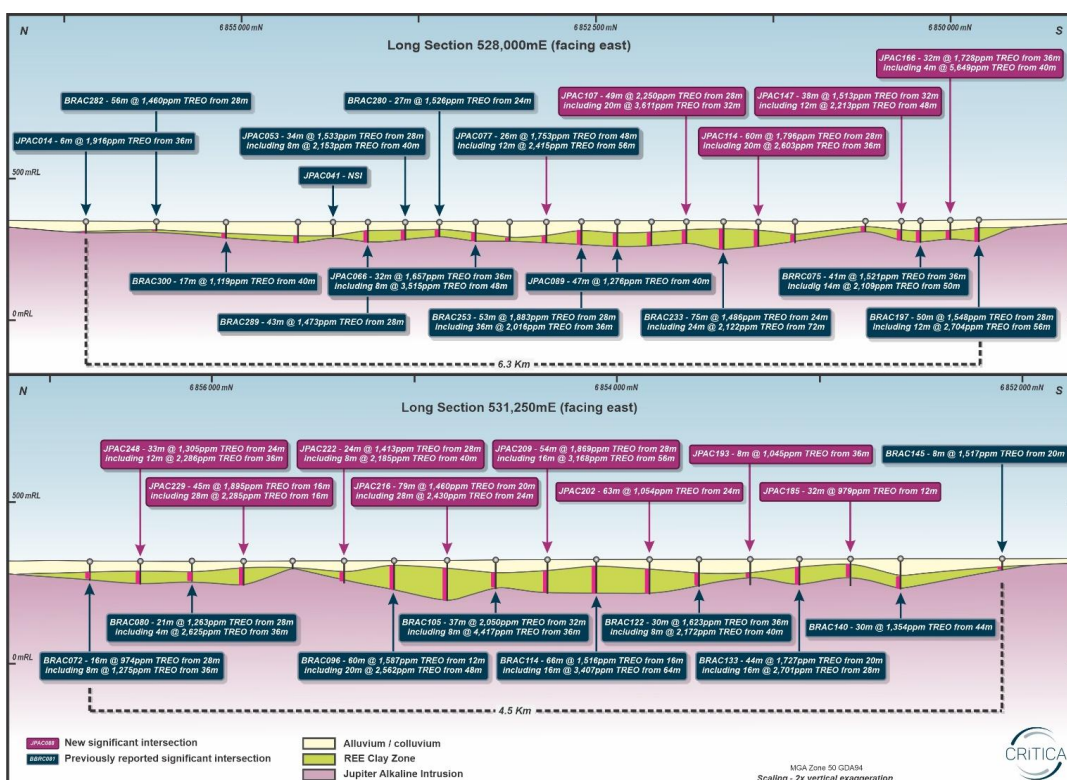 N
6 855 000 mN
6 852 500 mN
6 850 000 mN
S
Long Section 528,000mE (facing east)
JPAC166 - 32m @ 1,728ppm TREO from 36m
including 4m @ 5,649ppm TREO from 40m
BRAC282 - 56m @ 1,460ppm TREO from 28m
BRAC280 - 27m @ 1,526ppm TREO from 24m
JPAC107 - 49m @ 2,250ppm TREO from 28m
including 20m @ 3,611ppm TREO from 32m
JPAC147 - 38m @ 1,513ppm TREO from 32m
including 12m @ 2,213ppm TREO from 48m
JPAC014 - 6m @ 1,916ppm TREO from 36m
JPAC053 - 34m @ 1,533ppm TREO from 28m
including 8m @ 2,153ppm TREO from 40m
JPAC077 - 26m @ 1,753ppm TREO from 48m
including 12m @ 2,415ppm TREO from 56m
JPAC114 - 60m @ 1,796ppm TREO from 28m
including 20m @ 2,603ppm TREO from 36m
JPAC041 - NSI
500 mRL
BRAC300 - 17m @ 1,119ppm TREO from 40m
JPAC066 - 32m @ 1,657ppm TREO from 36m
including 8m @ 3,515ppm TREO from 48m
JPAC089 - 47m @ 1,276ppm TREO from 40m
BRRC075 - 41m @ 1,521ppm TREO from 36m
including 14m @ 2,109ppm TREO from 50m
BRAC289 - 43m @ 1,473ppm TREO from 28m
BRAC253 - 53m @ 1,883ppm TREO from 28m
including 36m @ 2,016ppm TREO from 36m
BRAC233 - 75m @ 1,486ppm TREO from 24m
including 24m @ 2,122ppm TREO from 72m
BRAC197 - 50m @ 1,548ppm TREO from 28m
including 12m @ 2,704ppm TREO from 56m
0 mRL
6.3 Km
N
6 856 000 mN
6 854 000 mN
6 852 000 mN
S
Long Section 531,250mE (facing east)
JPAC248 - 33m @ 1,305ppm TREO from 24m
including 12m @ 2,286ppm TREO from 36m
JPAC222 - 24m @ 1,413ppm TREO from 28m
including 8m @ 2,185ppm TREO from 40m
JPAC209 - 54m @ 1,869ppm TREO from 28m
including 16m @ 3,168ppm TREO from 56m
JPAC193 - 8m @ 1,045ppm TREO from 36m
BRAC145 - 8m @ 1,517ppm TREO from 20m
JPAC229 - 45m @ 1,895ppm TREO from 16m
including 28m @ 2,285ppm TREO from 16m
JPAC216 - 79m @ 1,460ppm TREO from 20m
including 28m @ 2,430ppm TREO from 24m
JPAC202 - 63m @ 1,054ppm TREO from 24m
JPAC185 - 32m @ 979ppm TREO from 12m
500 mRL
BRAC080 - 21m @ 1,263ppm TREO from 28m
including 4m @ 2,625ppm TREO from 36m
BRAC105 - 37m @ 2,050ppm TREO from 32m
including 8m @ 4,417ppm TREO from 36m
BRAC122 - 30m @ 1,623ppm TREO from 36m
including 8m @ 2,172ppm TREO from 40m
BRAC140 - 30m @ 1,354ppm TREO from 44m
0 mRL
BRAC072 - 16m @ 974ppm TREO from 28m
including 8m @ 1,275ppm TREO from 36m
BRAC096 - 60m @ 1,587ppm TREO from 12m
including 20m @ 2,562ppm TREO from 48m
BRAC114 - 66m @ 1,516ppm TREO from 16m
including 16m @ 3,407ppm TREO from 64m
BRAC133 - 44m @ 1,727ppm TREO from 20m
including 16m @ 2,701ppm TREO from 28m
4.5 Km
JPAC088 New significant intersection
BBRC081 Previously reported significant intersection
Alluvium / colluvium
REE Clay Zone
Jupiter Alkaline Intrusion
MGA Zone 50 GDA94
Scaling - 2x vertical exaggeration
CRITICA